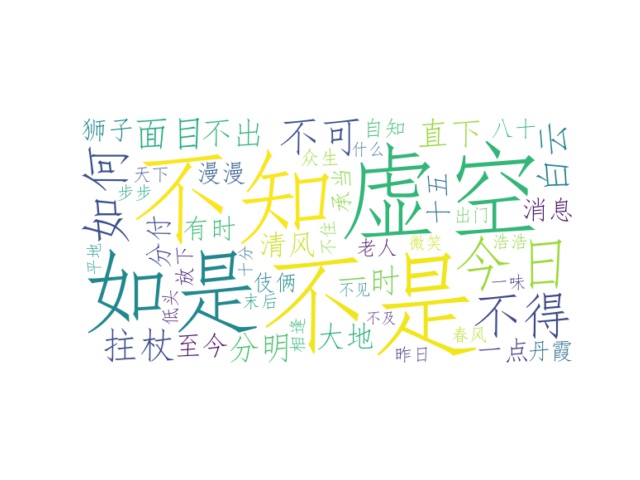 狮子
面目
不出
不可
自知
直下
八十
白云
众生
什么
如何
不知
虚空
天下
漫漫
步步
承当
十五
出门
消息
有时
分付
清风
不住
老人
微笑
浩浩
今日
平地
放下
十分
如是
不是
伎俩
一时
一味
低头
末后
不见
不得
拄杖
至今
分明
相逢
大地
不及
昨日
春风
一点
丹霞